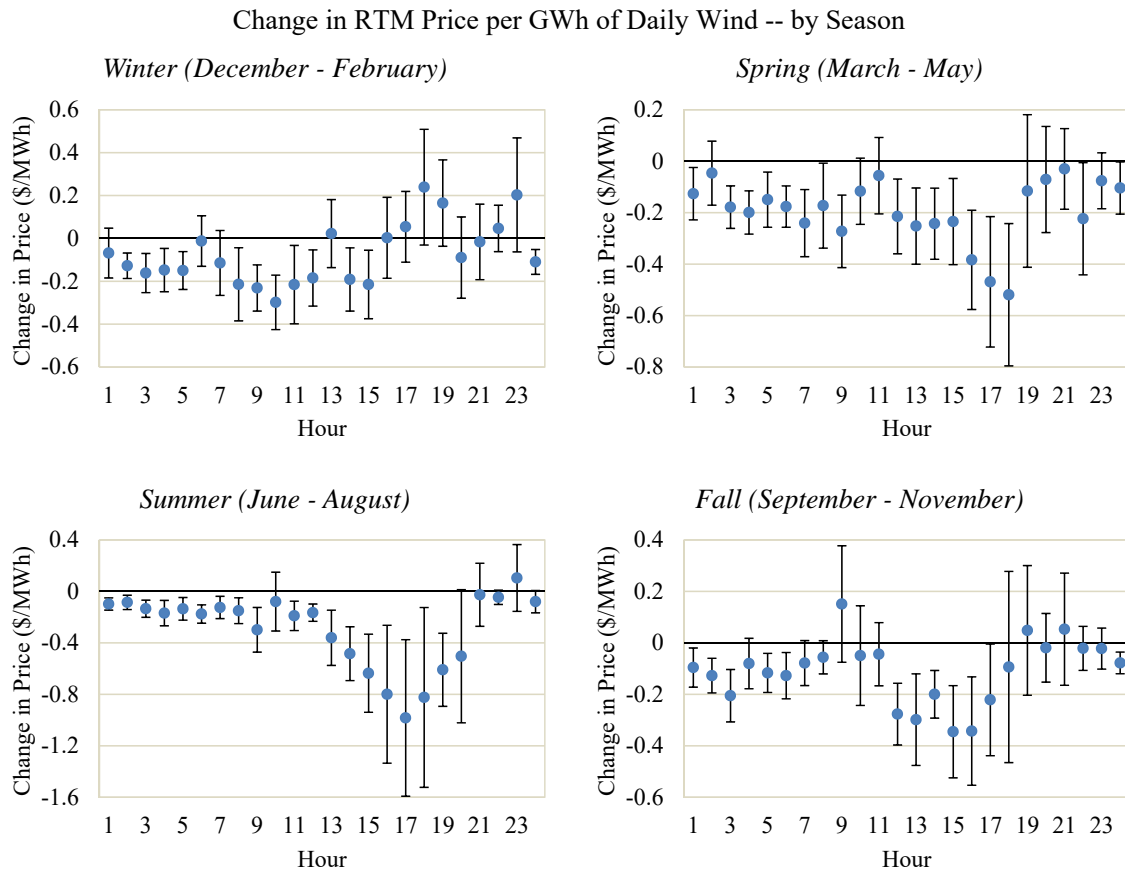 Change in RTM Price per GWh of Daily Wind -- by Season
Winter (December - February)
Change in Price ($/MWh)
0.6
0.4
0.2
0
-0.2
-0.4
-0.6
1 3 5 7 9 11 13 15 17 19 21 23
Hour
Spring (March - May)
Change in Price ($/MWh)
0.2
0
-0.2
-0.4
-0.6
-0.8
1 3 5 7 9 11 13 15 17 19 21 23
Hour
Summer (June - August)
Change in Price ($/MWh)
0.4
0
-0.4
-0.8
-1.2
-1.6
1 3 5 7 9 11 13 15 17 19 21 23
Hour
Fall (September - November)
Change in Price ($/MWh)
0.4
0.2
0
-0.2
-0.4
-0.6
1 3 5 7 9 11 13 15 17 19 21 23
Hour